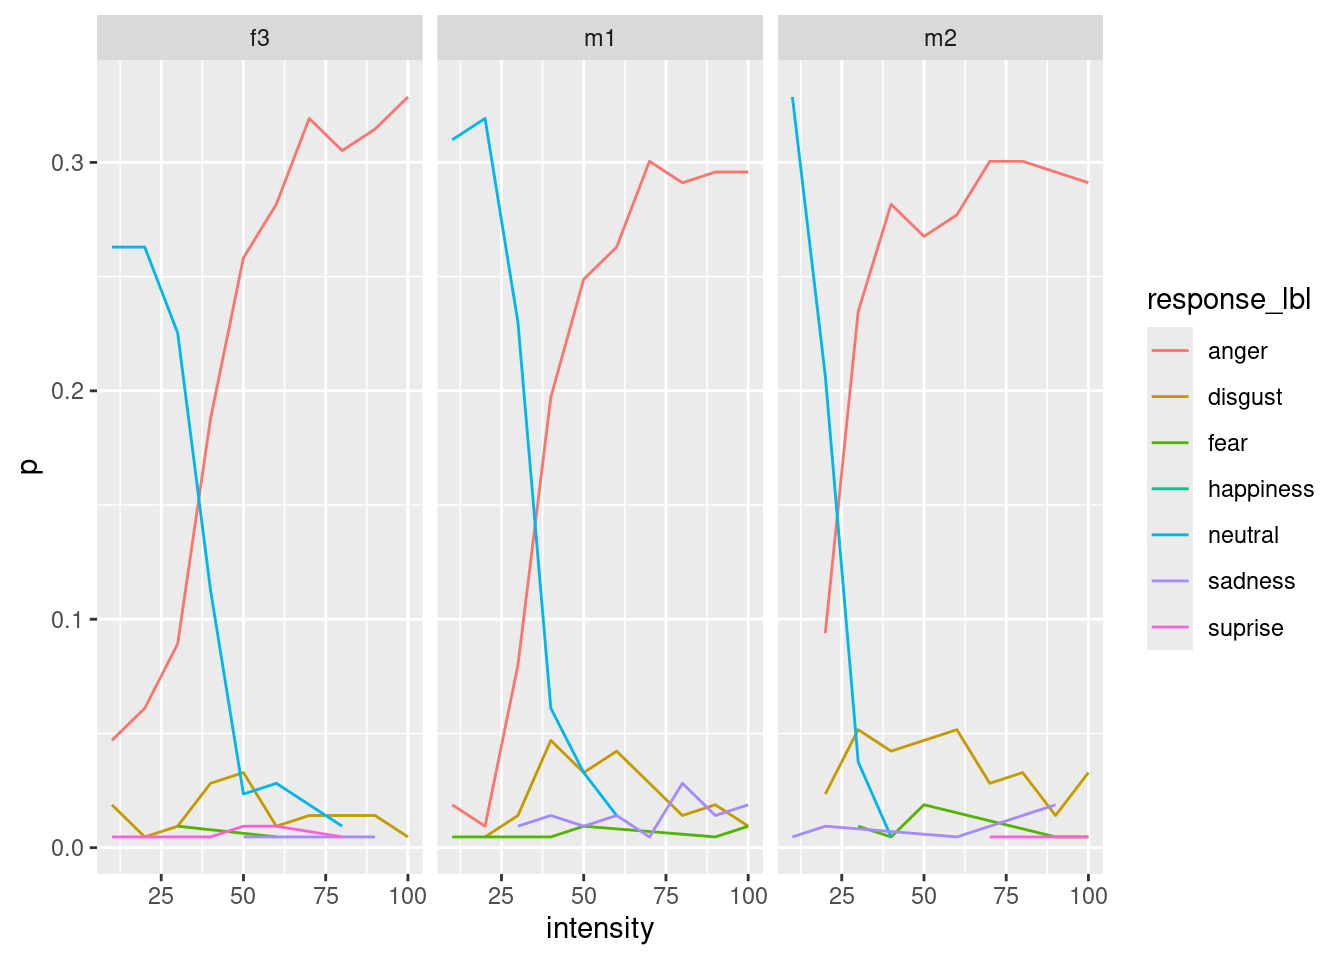 f3 m1 m2
0.3
0.2
0.1
0.0
p
25 50 75 100 25 50 75 100 25 50 75 100
intensity
response_lbl
anger
disgust
fear
happiness
neutral
sadness
suprise